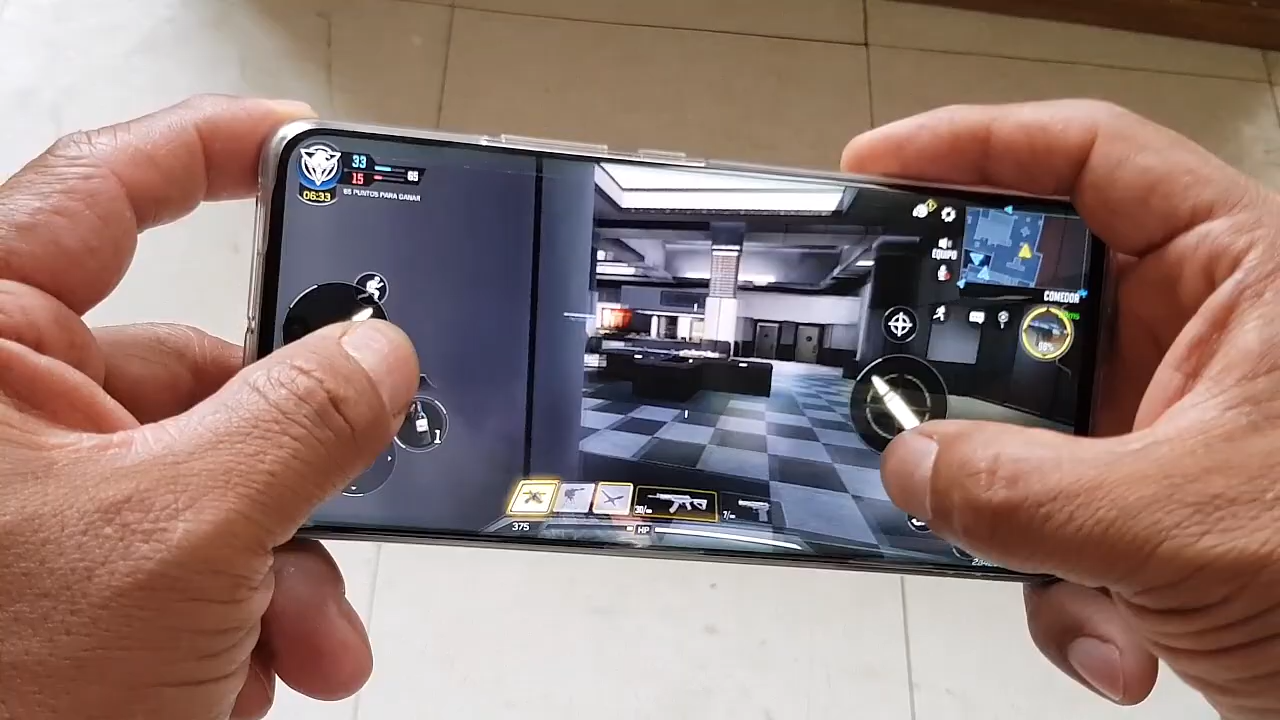 33
15
65
06:33
65 PUNTOS PARA GANAR
EQUIPO
COMEDOR
98%
1
30/∞
7/∞
375
HP